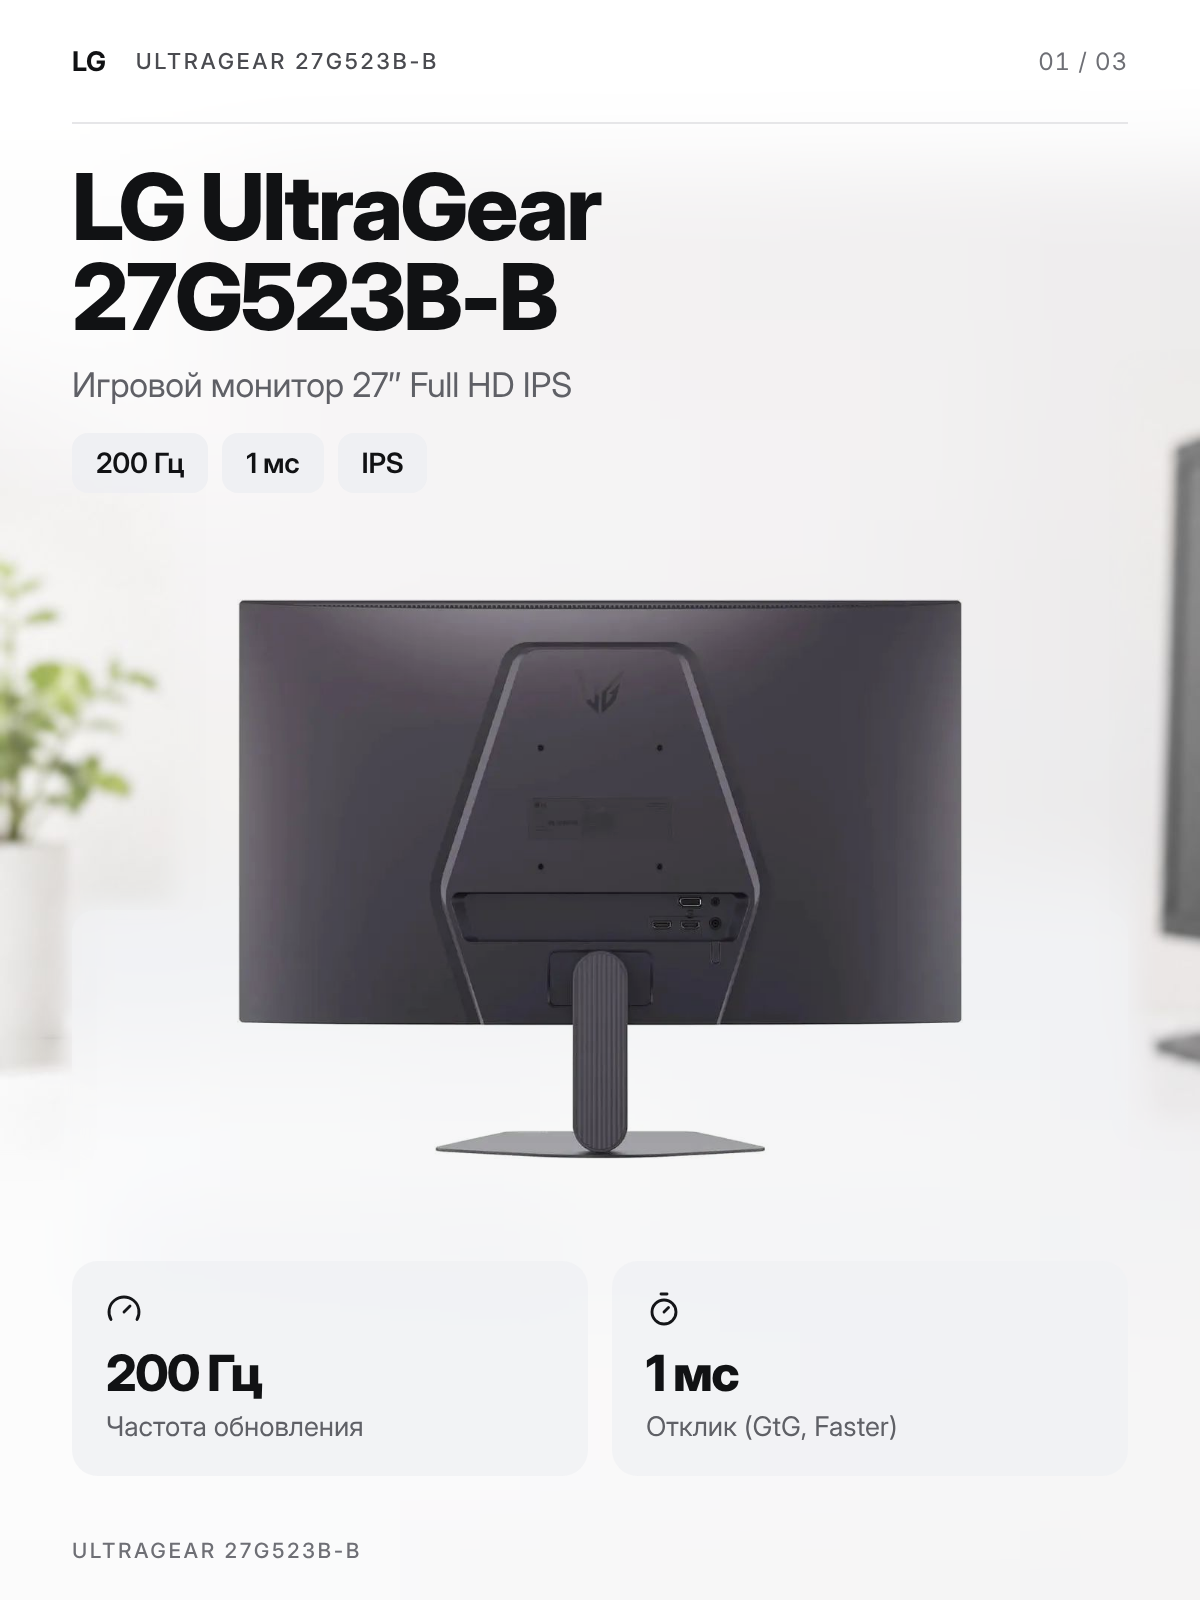 LG ULTRAGEAR 27G523B-B 01 / 03
LG UltraGear
27G523B-B
Игровой монитор 27″ Full HD IPS
200 Гц 1 мс IPS
200 Гц
Частота обновления
1 мс
Отклик (GtG, Faster)
ULTRAGEAR 27G523B-B